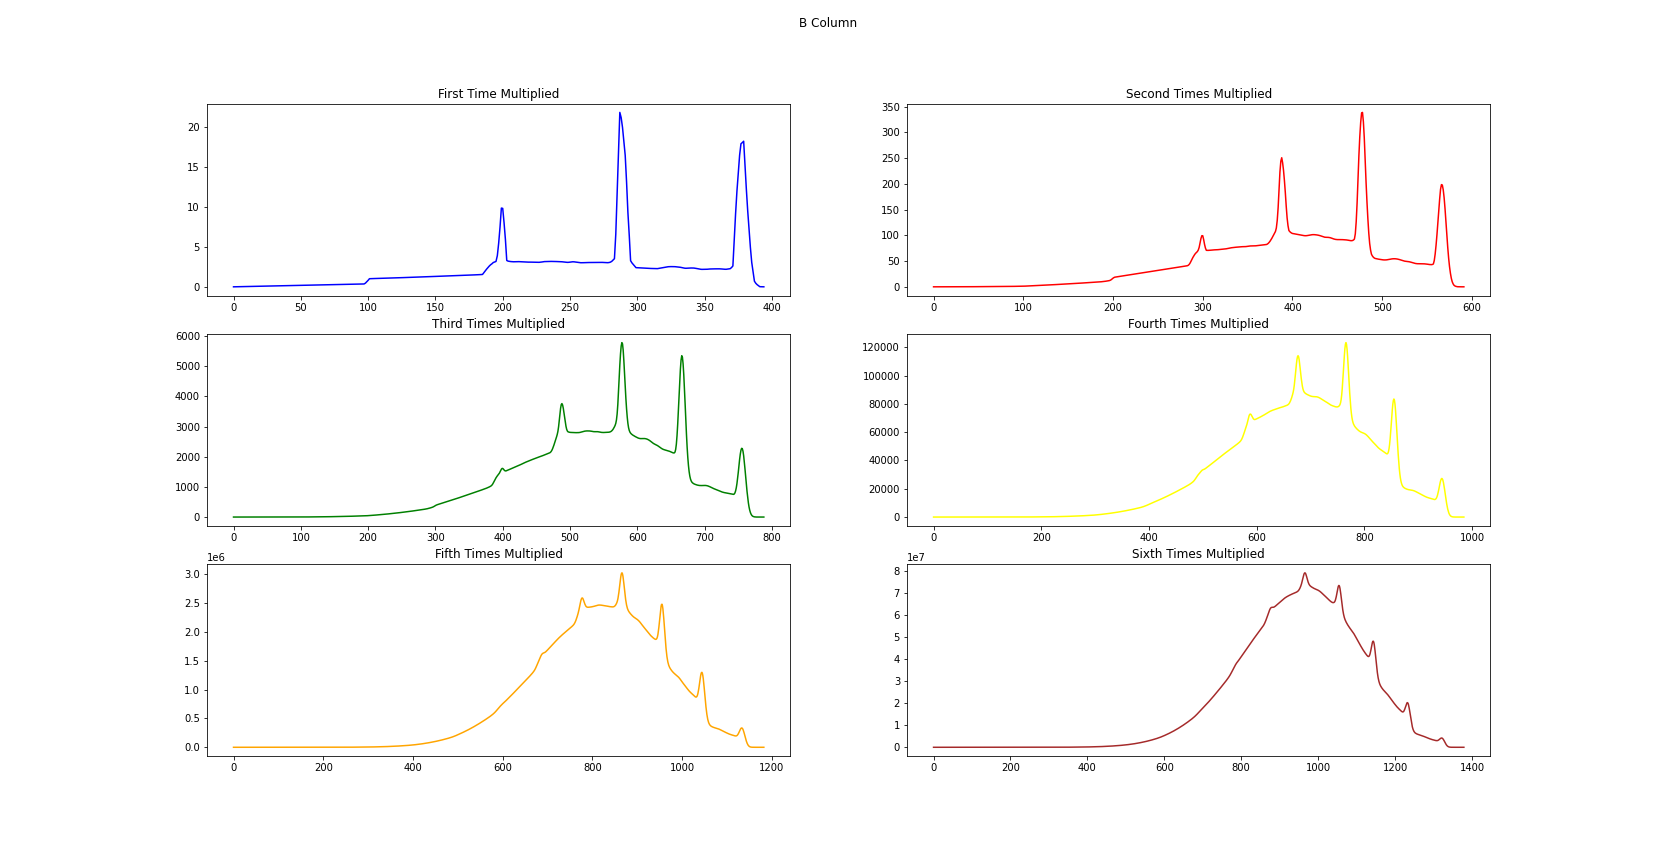 B Column
First Time Multiplied
20
15
10
5
0
0 50 100 150 200 250 300 350 400
Second Times Multiplied
350
300
250
200
150
100
50
0
0 100 200 300 400 500 600
Third Times Multiplied
6000
5000
4000
3000
2000
1000
0
0 100 200 300 400 500 600 700 800
Fourth Times Multiplied
120000
100000
80000
60000
40000
20000
0
0 200 400 600 800 1000
Fifth Times Multiplied
1e6
3.0
2.5
2.0
1.5
1.0
0.5
0.0
0 200 400 600 800 1000 1200
Sixth Times Multiplied
1e7
8
7
6
5
4
3
2
1
0
0 200 400 600 800 1000 1200 1400